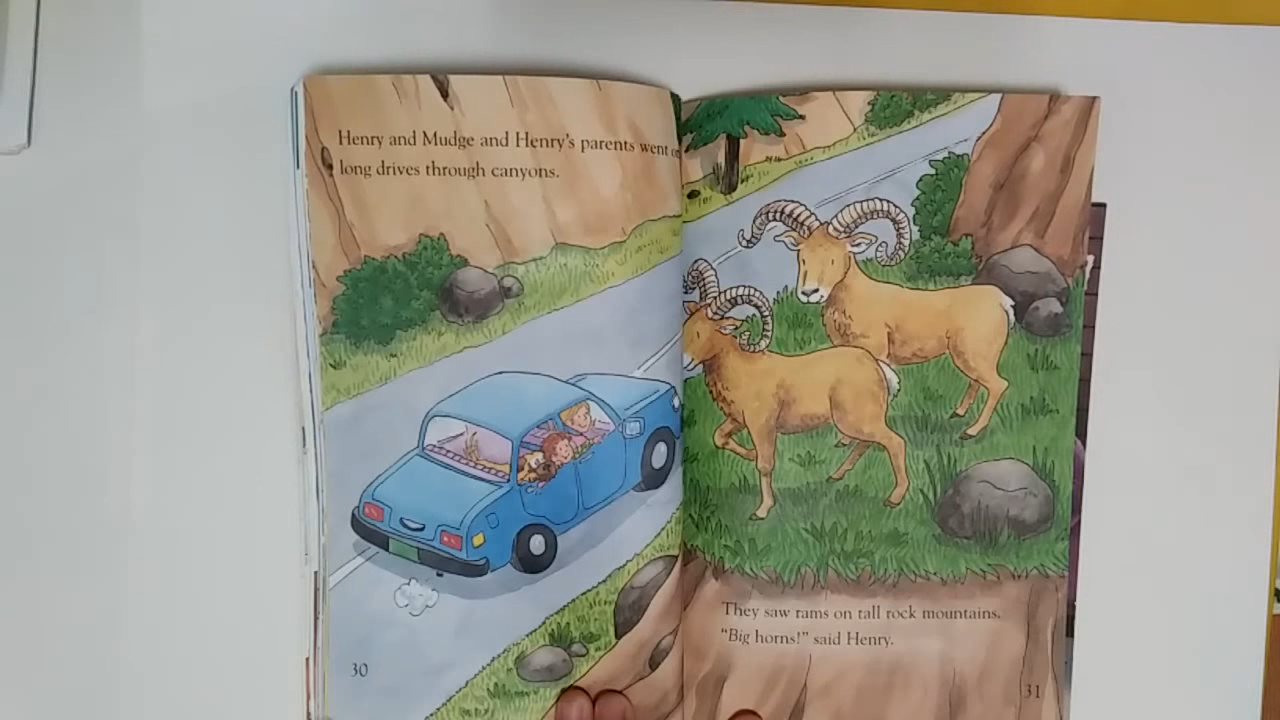 Henry and Mudge and Henry's parents went
long drives through canyons.
30
They saw rams on tall rock mountains.
"Big horns!" said Henry.
31